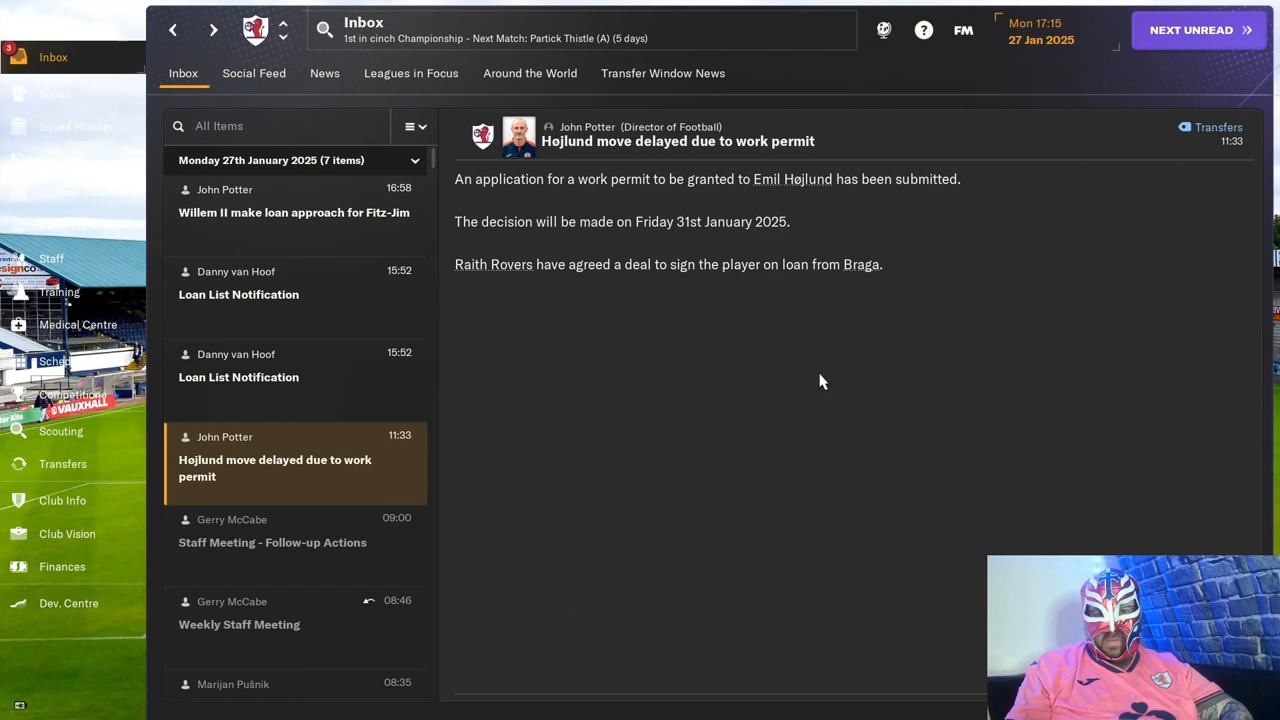 Inbox
1st in cinch Championship - Next Match: Partick Thistle (A) (5 days)
?
FM
Mon 17:15
27 Jan 2025
NEXT UNREAD
3
Inbox
Squad
Squad Planner
Staff
Training
Medical Centre
Sched
Competitions
Scouting
Transfers
Club Info
Club Vision
Finances
Dev. Centre
Inbox
Social Feed
News
Leagues in Focus
Around the World
Transfer Window News
All Items
Monday 27th January 2025 (7 items)
John Potter
16:58
Willem II make loan approach for Fitz-Jim
Danny van Hoof
15:52
Loan List Notification
Danny van Hoof
15:52
Loan List Notification
John Potter
11:33
Højlund move delayed due to work
permit
Gerry McCabe
09:00
Staff Meeting - Follow-up Actions
Gerry McCabe
08:46
Weekly Staff Meeting
Marijan Pušnik
08:35
John Potter (Director of Football)
Højlund move delayed due to work permit
Transfers
11:33
An application for a work permit to be granted to Emil Højlund has been submitted.
The decision will be made on Friday 31st January 2025.
Raith Rovers have agreed a deal to sign the player on loan from Braga.
VAUXHALL